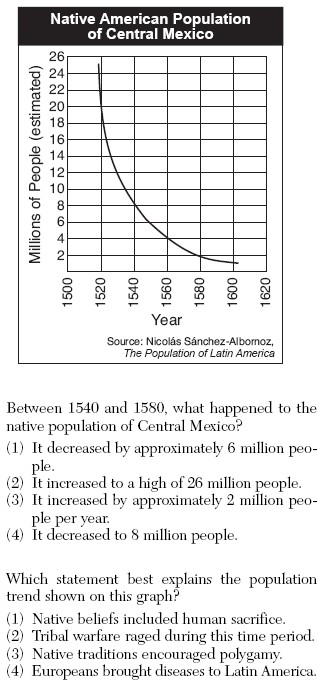 Native American Population
of Central Mexico
Millions of People (estimated)
26
24
22
20
18
16
14
12
10
8
6
4
2
1500
1520
1540
1560
1580
1600
1620
Year
Source: Nicolás Sánchez-Albornoz,
The Population of Latin America
Between 1540 and 1580, what happened to the
native population of Central Mexico?
(1) It decreased by approximately 6 million peo-
ple.
(2) It increased to a high of 26 million people.
(3) It increased by approximately 2 million peo-
ple per year.
(4) It decreased to 8 million people.
Which statement best explains the population
trend shown on this graph?
(1) Native beliefs included human sacrifice.
(2) Tribal warfare raged during this time period.
(3) Native traditions encouraged polygamy.
(4) Europeans brought diseases to Latin America.